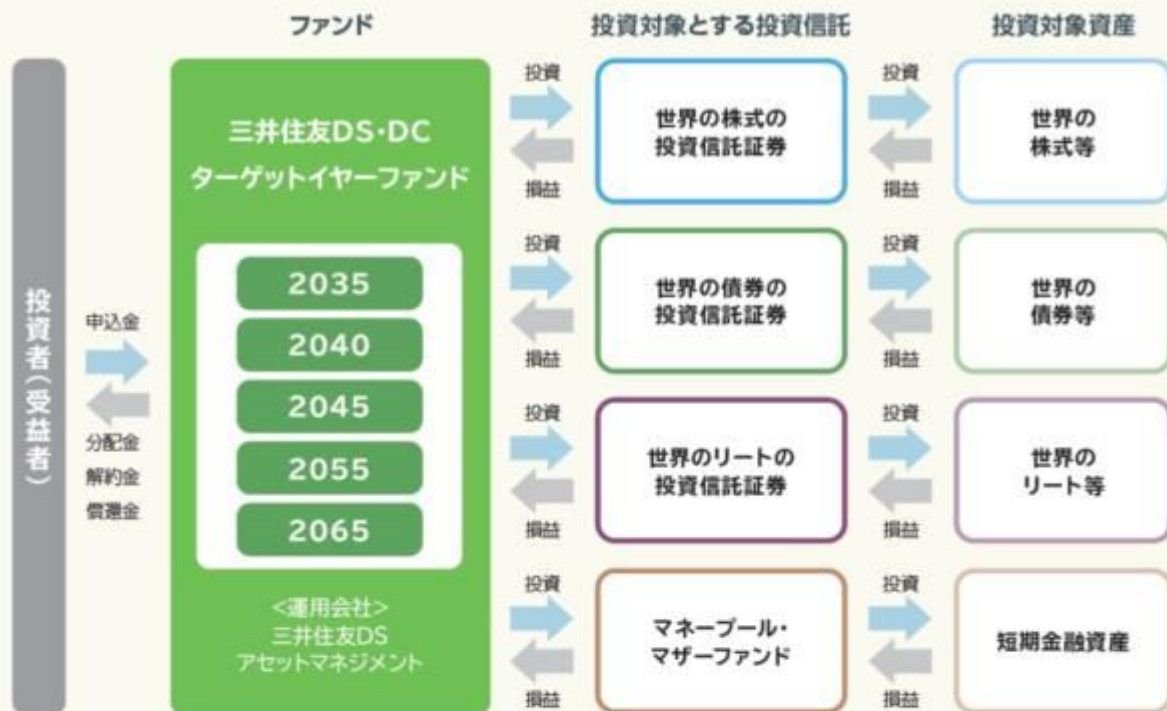 ファンド
投資対象とする投資信託
投資対象資産
投資者(受益者)
申込金
分配金
解約金
償還金
三井住友DS・DC
ターゲットイヤーファンド
2035
2040
2045
2055
2065
<運用会社>
三井住友DS
アセットマネジメント
投資
損益
世界の株式の
投資信託証券
投資
損益
世界の
株式等
投資
損益
世界の債券の
投資信託証券
投資
損益
世界の
債券等
投資
損益
世界のリートの
投資信託証券
投資
損益
世界の
リート等
投資
損益
マネープール・
マザーファンド
投資
損益
短期金融資産